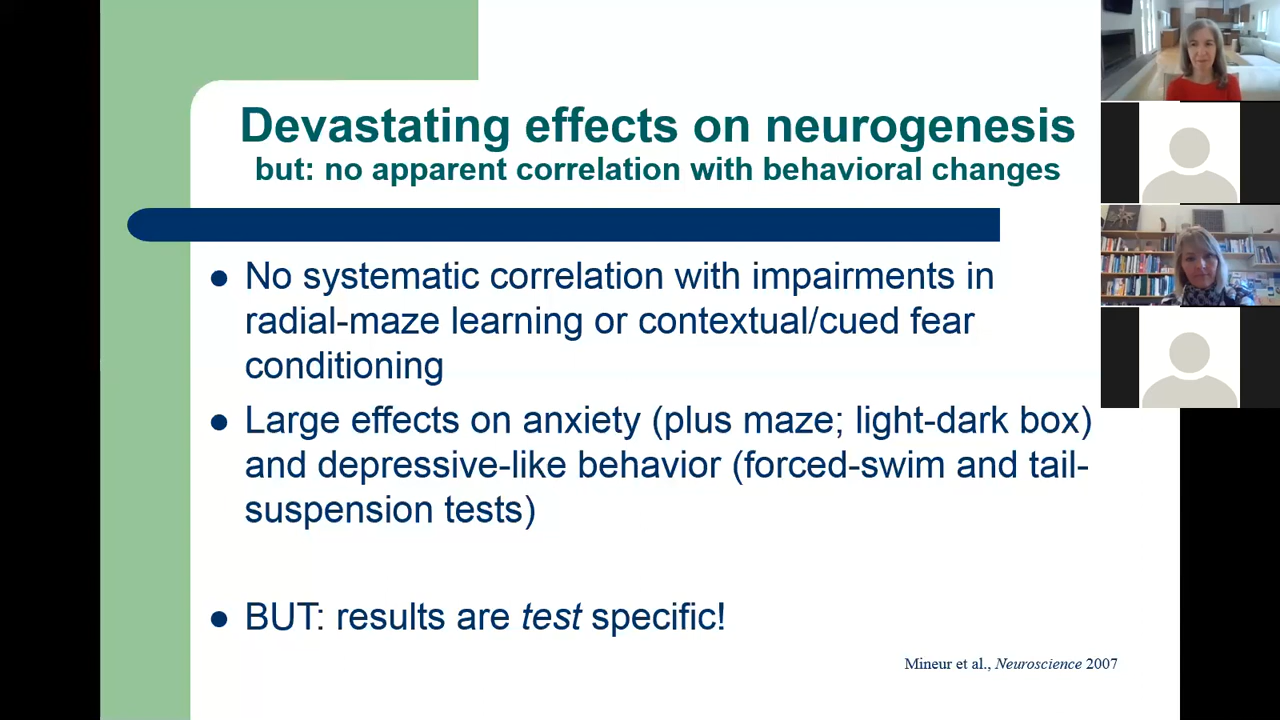 Devastating effects on neurogenesis
but: no apparent correlation with behavioral changes
● No systematic correlation with impairments in
radial-maze learning or contextual/cued fear
conditioning
● Large effects on anxiety (plus maze; light-dark box)
and depressive-like behavior (forced-swim and tail-
suspension tests)
● BUT: results are test specific!
Mineur et al., Neuroscience 2007